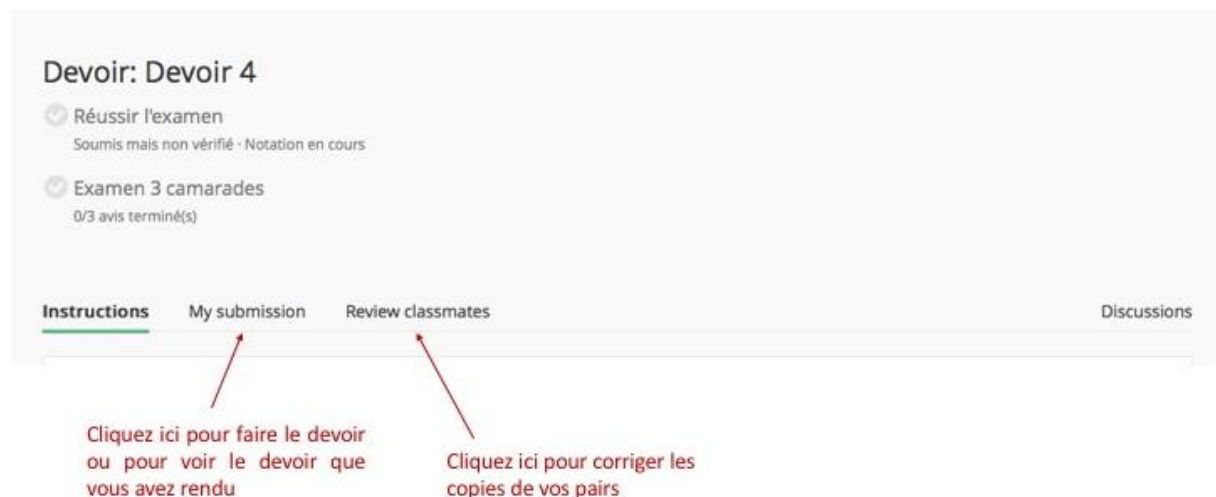 Devoir: Devoir 4
Réussir l'examen
Soumis mais non vérifié · Notation en cours
Examen 3 camarades
0/3 avis terminé(s)
Instructions My submission Review classmates Discussions
Cliquez ici pour faire le devoir
ou pour voir le devoir que
vous avez rendu
Cliquez ici pour corriger les
copies de vos pairs